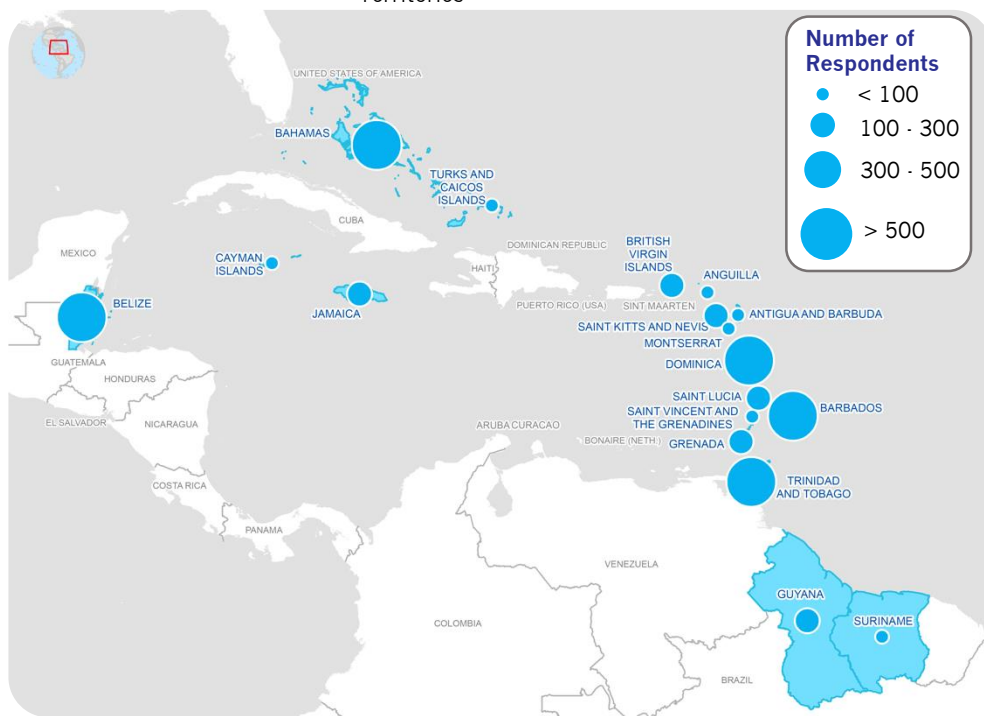 Number of
Respondents
< 100
100 - 300
300 - 500
> 500
UNITED STATES OF AMERICA
BAHAMAS
TURKS AND
CAICOS
ISLANDS
CUBA
MEXICO
CAYMAN
ISLANDS
DOMINICAN REPUBLIC
HAITI
BRITISH
VIRGIN
ISLANDS
ANGUILLA
BELIZE
JAMAICA
PUERTO RICO (USA)
SINT MAARTEN
ANTIGUA AND BARBUDA
SAINT KITTS AND NEVIS
MONTSERRAT
GUATEMALA
DOMINICA
HONDURAS
SAINT LUCIA
BARBADOS
SAINT VINCENT AND
THE GRENADINES
EL SALVADOR
NICARAGUA
ARUBA CURACAO
BONAIRE (NETH.)
GRENADA
COSTA RICA
TRINIDAD
AND TOBAGO
PANAMA
VENEZUELA
GUYANA
SURINAME
COLOMBIA
BRAZIL